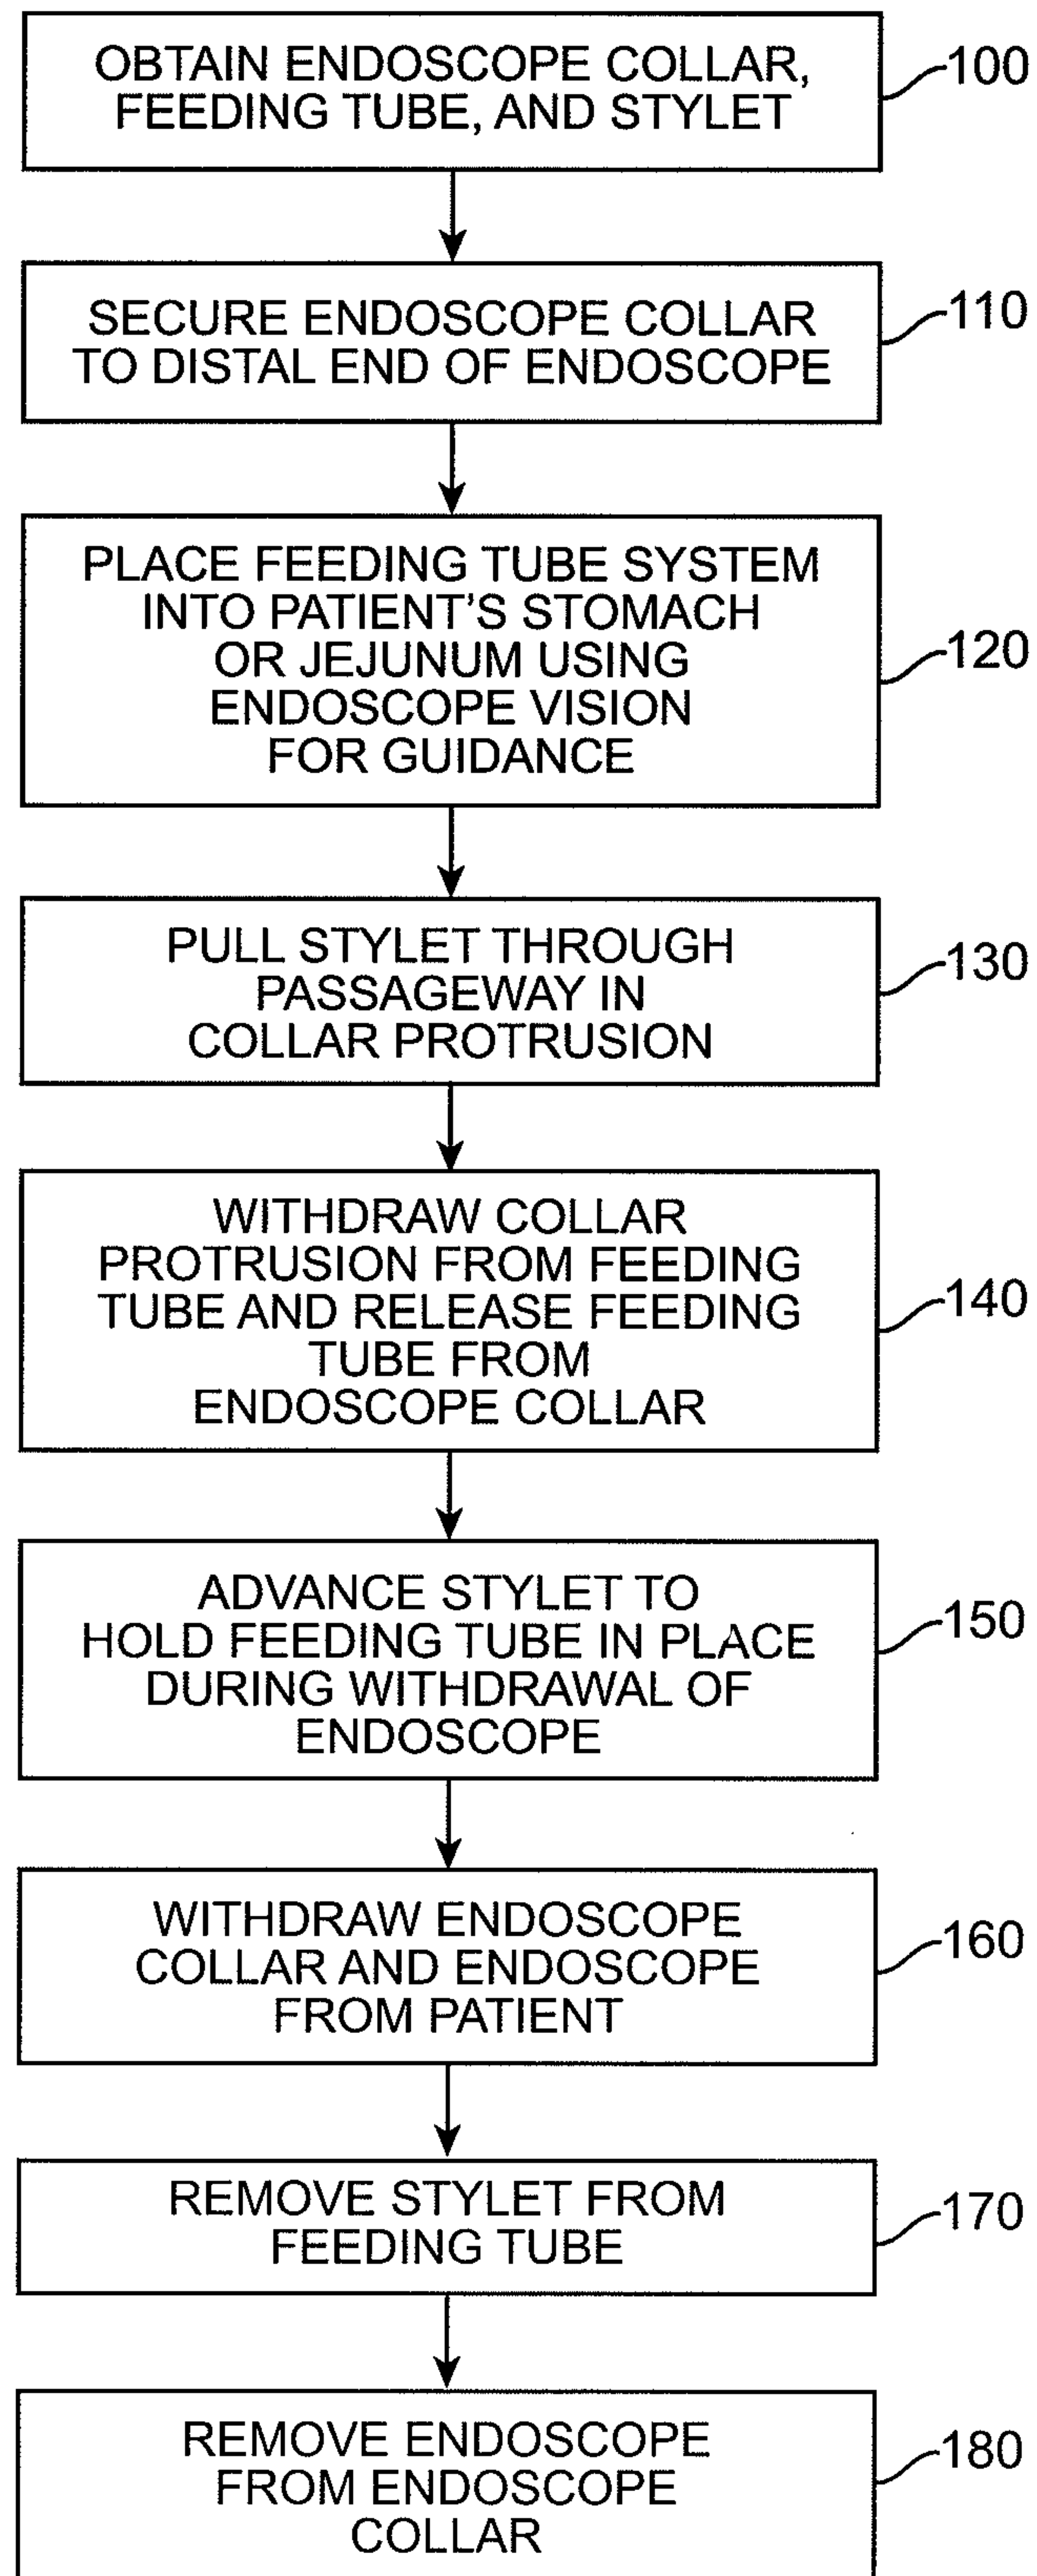 OBTAIN ENDOSCOPE COLLAR,
FEEDING TUBE, AND STYLET
100
SECURE ENDOSCOPE COLLAR
TO DISTAL END OF ENDOSCOPE
110
PLACE FEEDING TUBE SYSTEM
INTO PATIENT'S STOMACH
OR JEJUNUM USING
ENDOSCOPE VISION
FOR GUIDANCE
120
PULL STYLET THROUGH
PASSAGEWAY IN
COLLAR PROTRUSION
130
WITHDRAW COLLAR
PROTRUSION FROM FEEDING
TUBE AND RELEASE FEEDING
TUBE FROM
ENDOSCOPE COLLAR
140
ADVANCE STYLET TO
HOLD FEEDING TUBE IN PLACE
DURING WITHDRAWAL OF
ENDOSCOPE
150
WITHDRAW ENDOSCOPE
COLLAR AND ENDOSCOPE
FROM PATIENT
160
REMOVE STYLET FROM
FEEDING TUBE
170
REMOVE ENDOSCOPE
FROM ENDOSCOPE
COLLAR
180